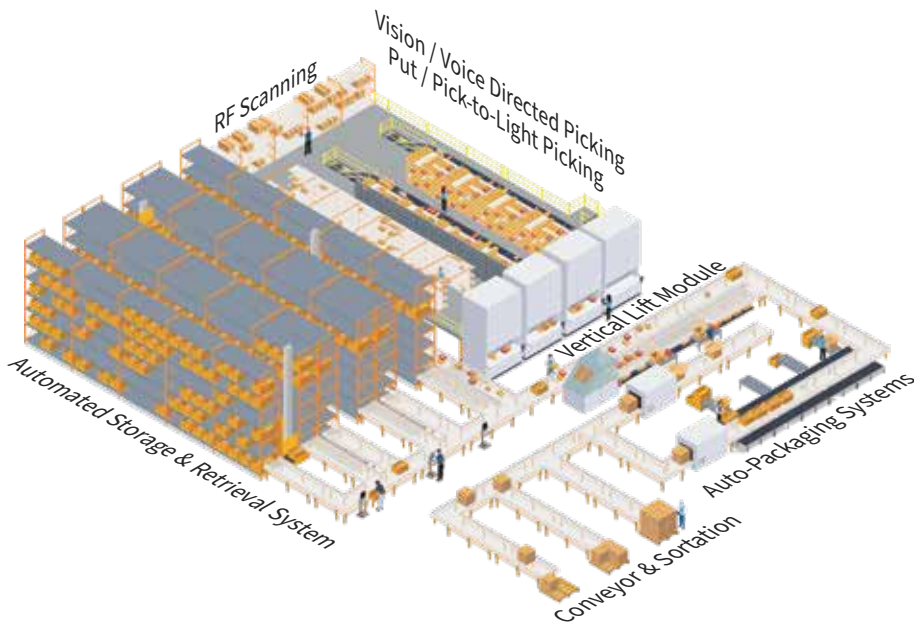 Vision / Voice Directed Picking
Put / Pick-to-Light Picking
RF Scanning
Vertical Lift Module
Automated Storage & Retrieval System
Auto-Packaging Systems
Conveyor & Sortation